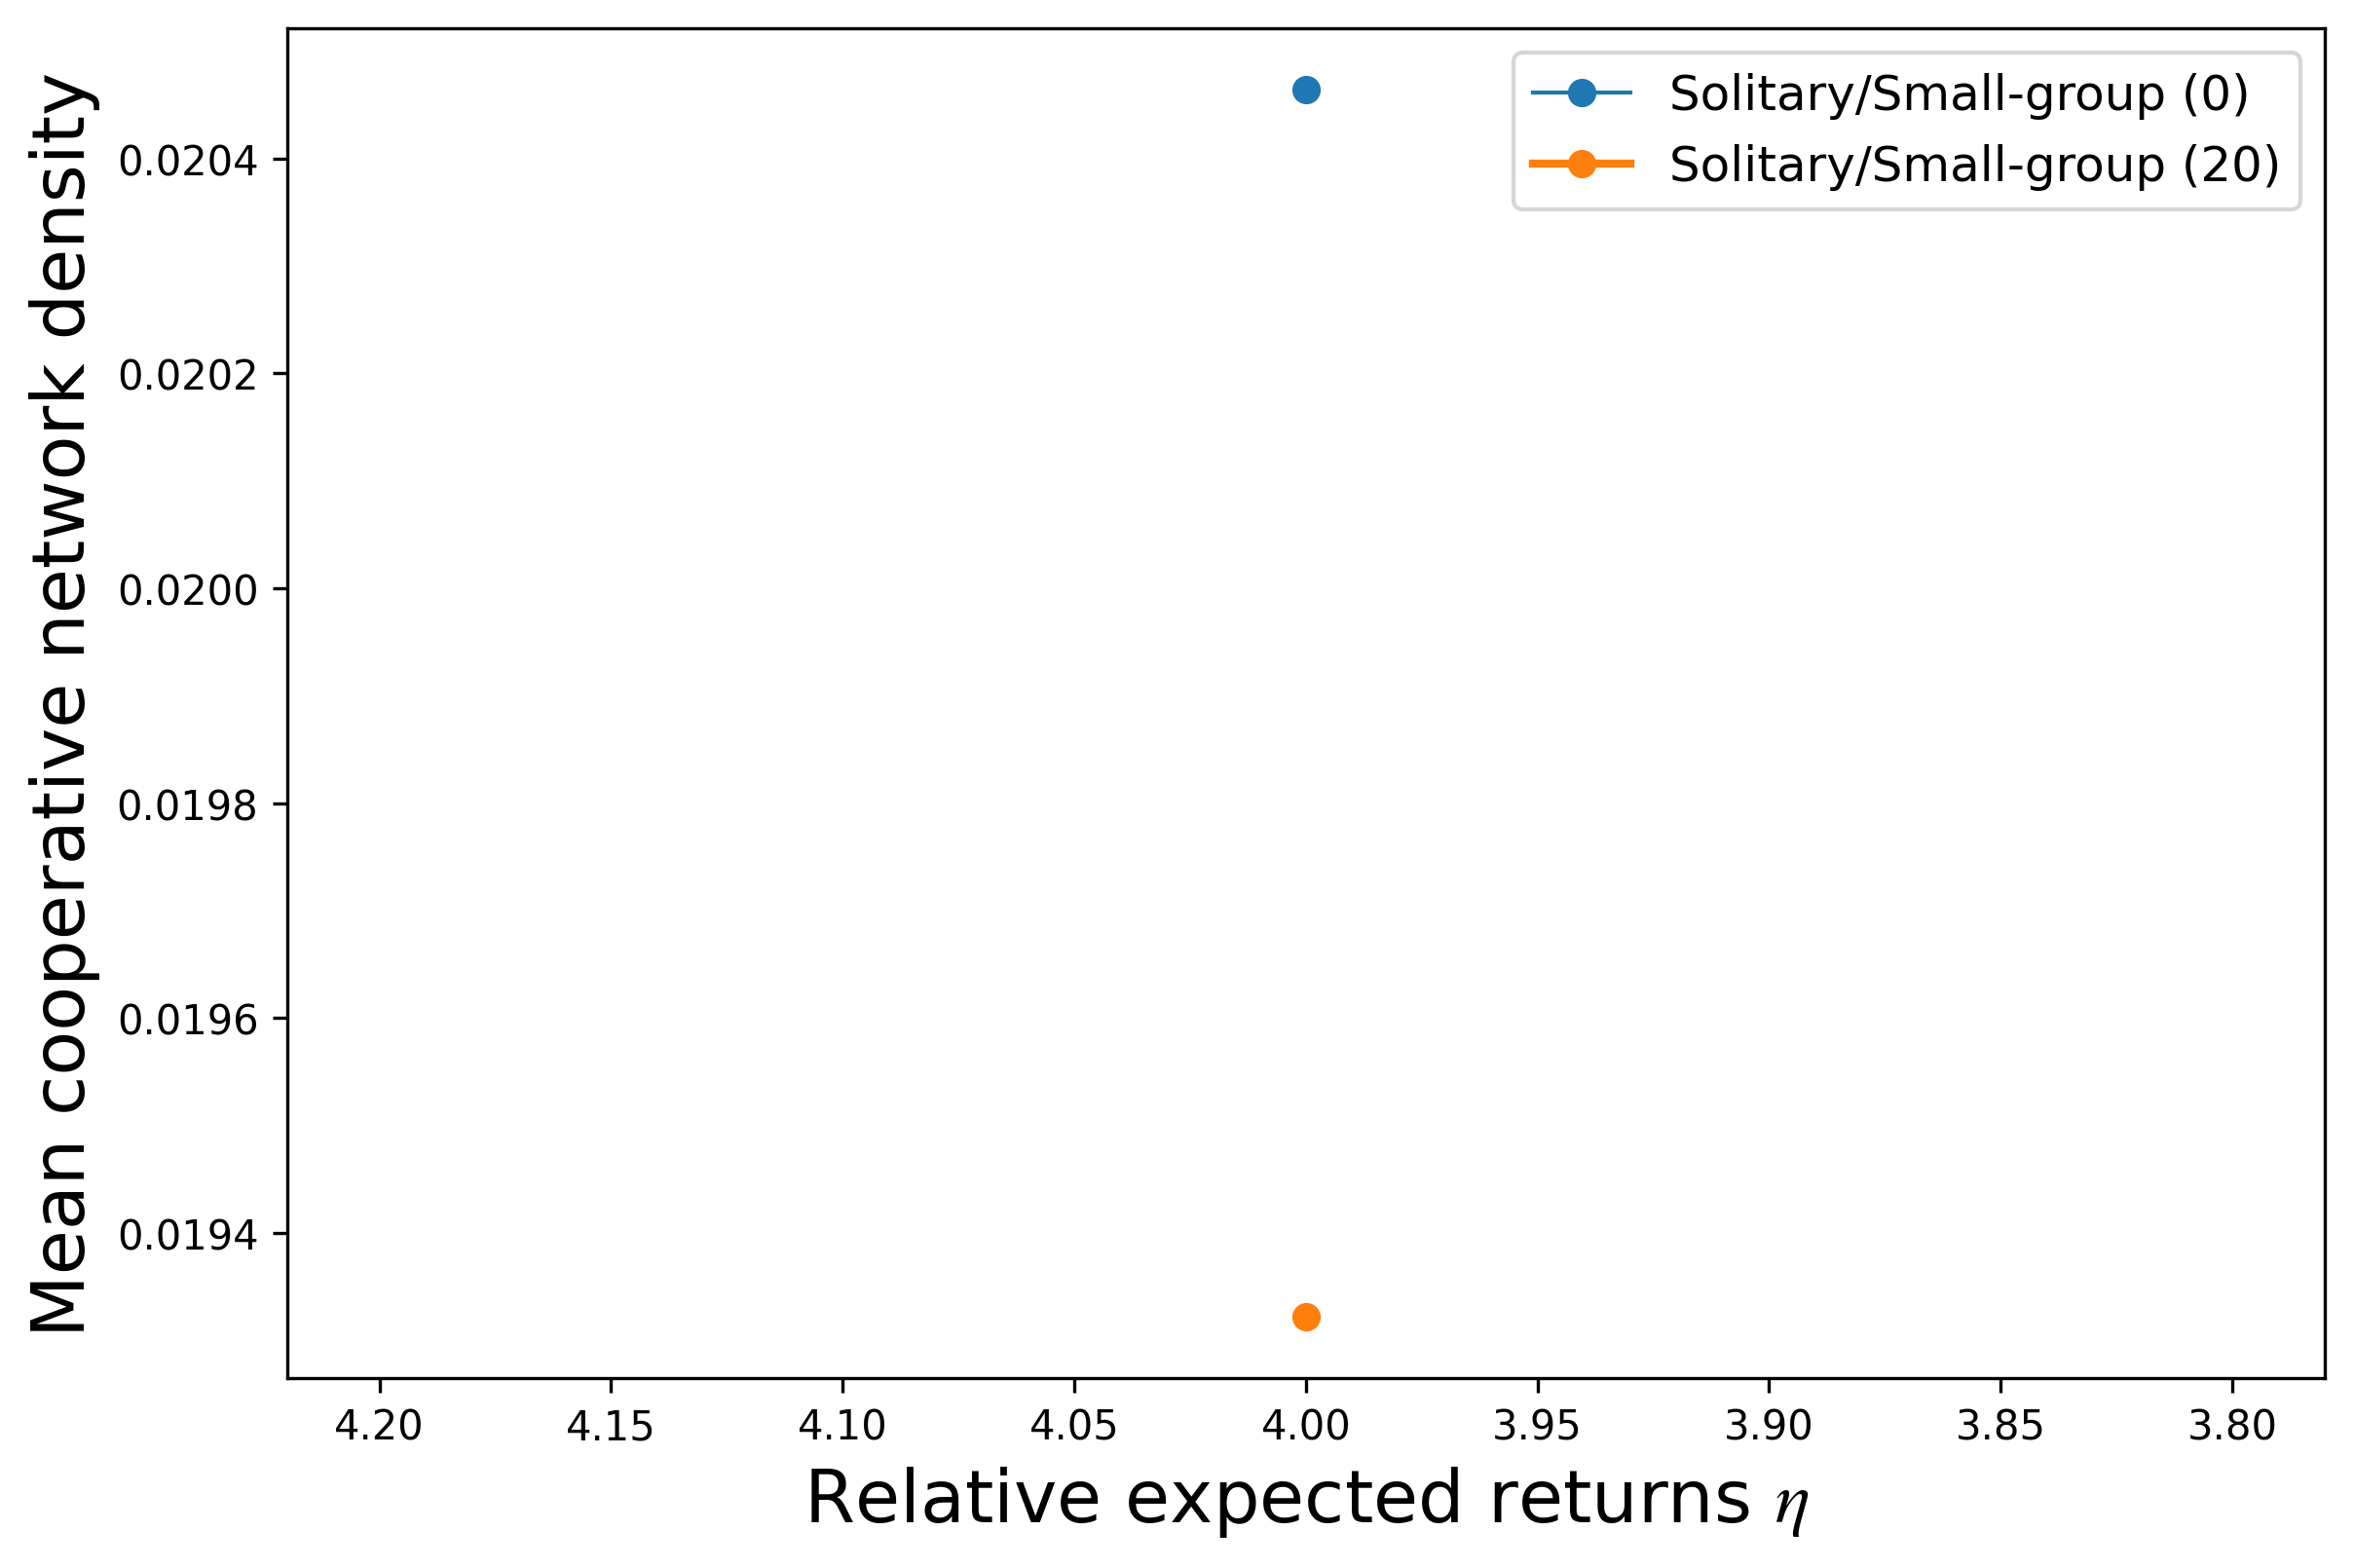 Solitary/Small-group (0)
Solitary/Small-group (20)
Mean cooperative network density
0.0204
0.0202
0.0200
0.0198
0.0196
0.0194
4.20 4.15 4.10 4.05 4.00 3.95 3.90 3.85 3.80
Relative expected returns η